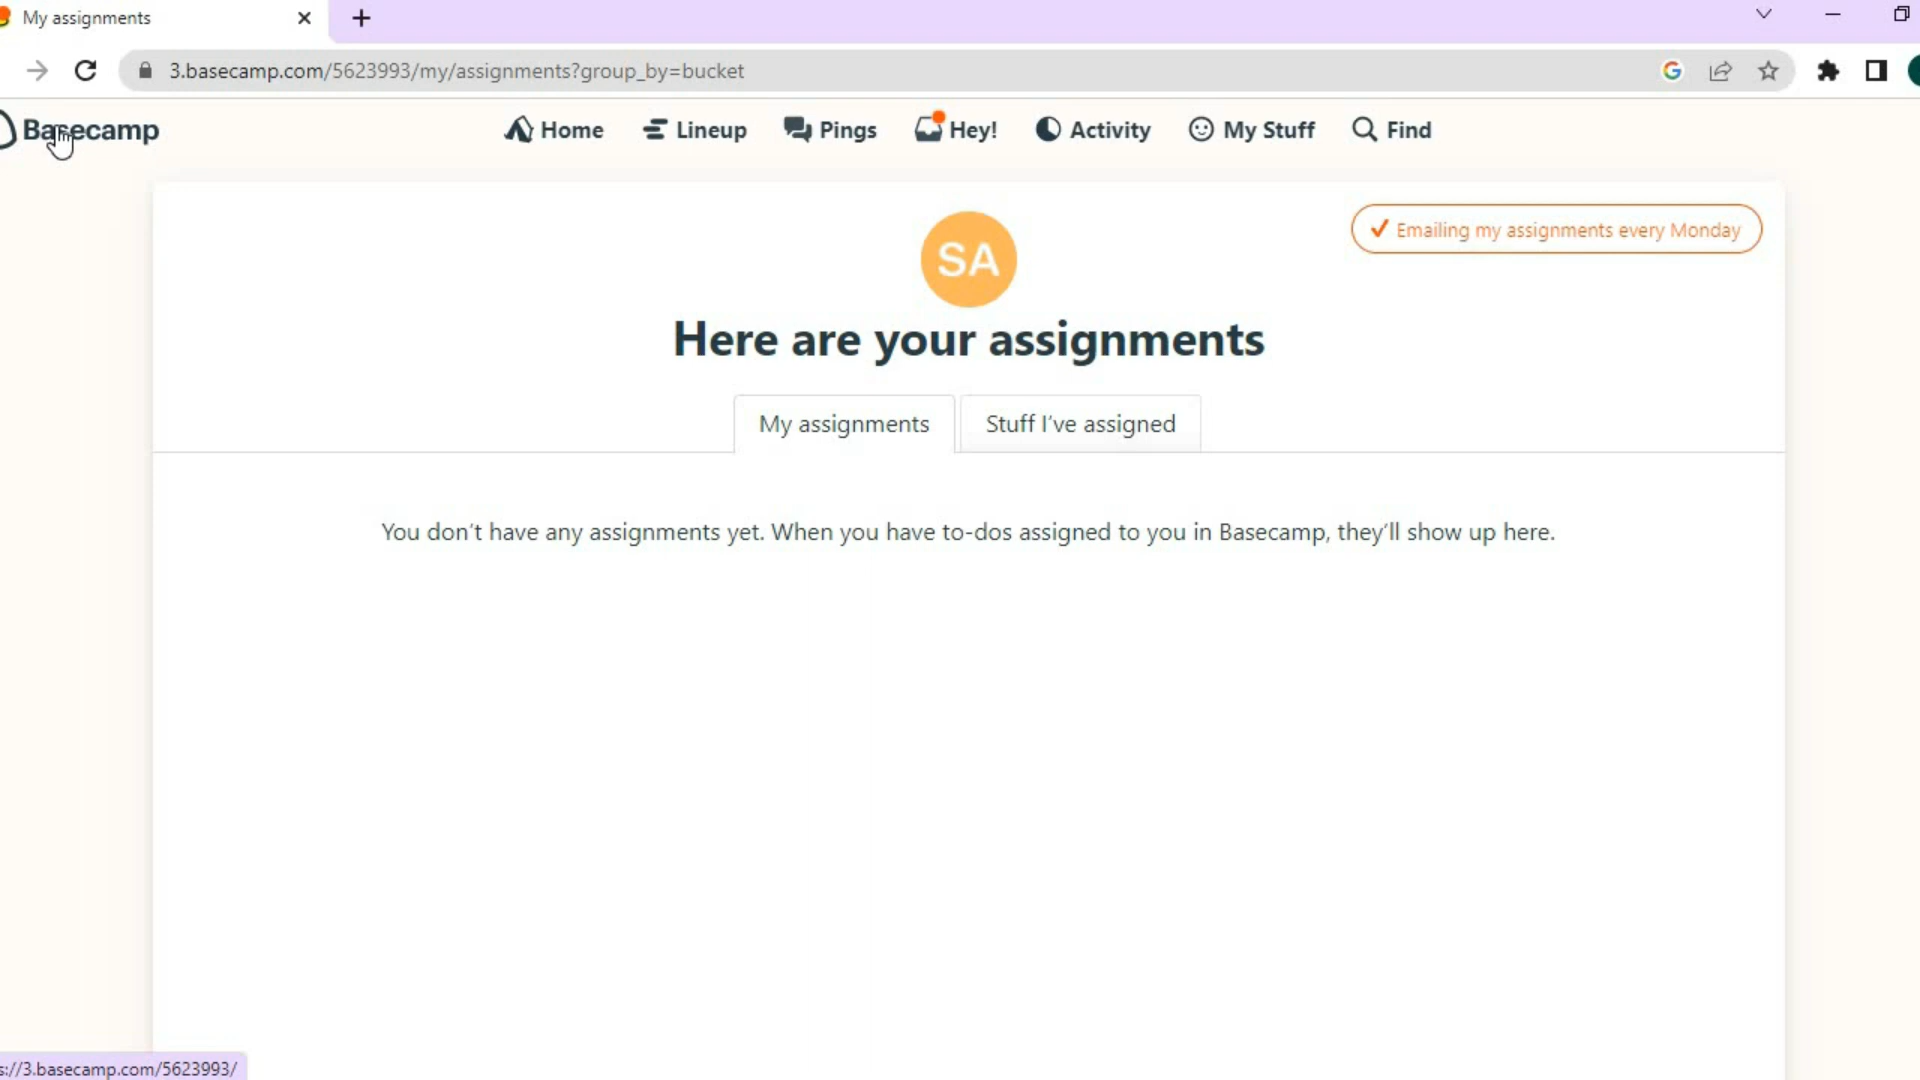 My assignments
3.basecamp.com/5623993/my/assignments?group_by=bucket
Basecamp
Home Lineup Pings Hey! Activity My Stuff Find
Emailing my assignments every Monday
SA
Here are your assignments
My assignments Stuff I’ve assigned
You don’t have any assignments yet. When you have to-dos assigned to you in Basecamp, they’ll show up here.
s://3.basecamp.com/5623993/